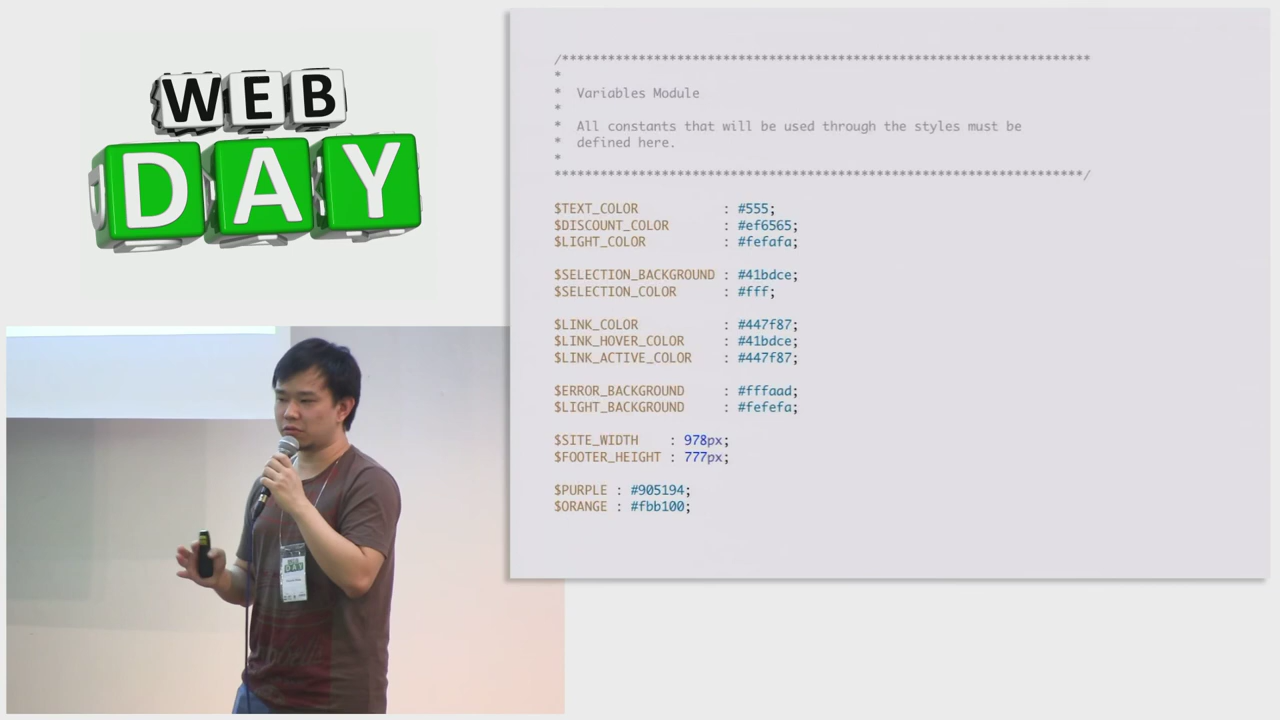 WEB
DAY
/*********************************************************************
*
* Variables Module
*
* All constants that will be used through the styles must be
* defined here.
*
*********************************************************************/
$TEXT_COLOR : #555;
$DISCOUNT_COLOR : #ef6565;
$LIGHT_COLOR : #fefafa;
$SELECTION_BACKGROUND : #41bdce;
$SELECTION_COLOR : #fff;
$LINK_COLOR : #447f87;
$LINK_HOVER_COLOR : #41bdce;
$LINK_ACTIVE_COLOR : #447f87;
$ERROR_BACKGROUND : #fffaad;
$LIGHT_BACKGROUND : #fefefa;
$SITE_WIDTH : 978px;
$FOOTER_HEIGHT : 777px;
$PURPLE : #905194;
$ORANGE : #fbb100;